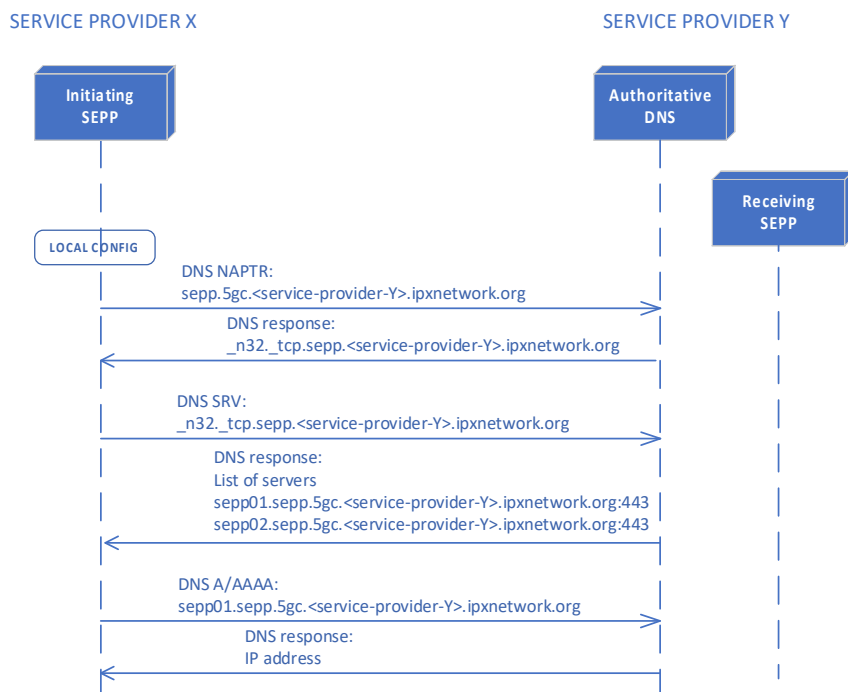 SERVICE PROVIDER X
SERVICE PROVIDER Y
Initiating
SEPP
Authoritative
DNS
Receiving
SEPP
LOCAL CONFIG
DNS NAPTR:
sepp.5gc.<service-provider-Y>.ipxnetwork.org
DNS response:
_n32._tcp.sepp.<service-provider-Y>.ipxnetwork.org
DNS SRV:
_n32._tcp.sepp.<service-provider-Y>.ipxnetwork.org
DNS response:
List of servers
sepp01.sepp.5gc.<service-provider-Y>.ipxnetwork.org:443
sepp02.sepp.5gc.<service-provider-Y>.ipxnetwork.org:443
DNS A/AAAA:
sepp01.sepp.5gc.<service-provider-Y>.ipxnetwork.org
DNS response:
IP address